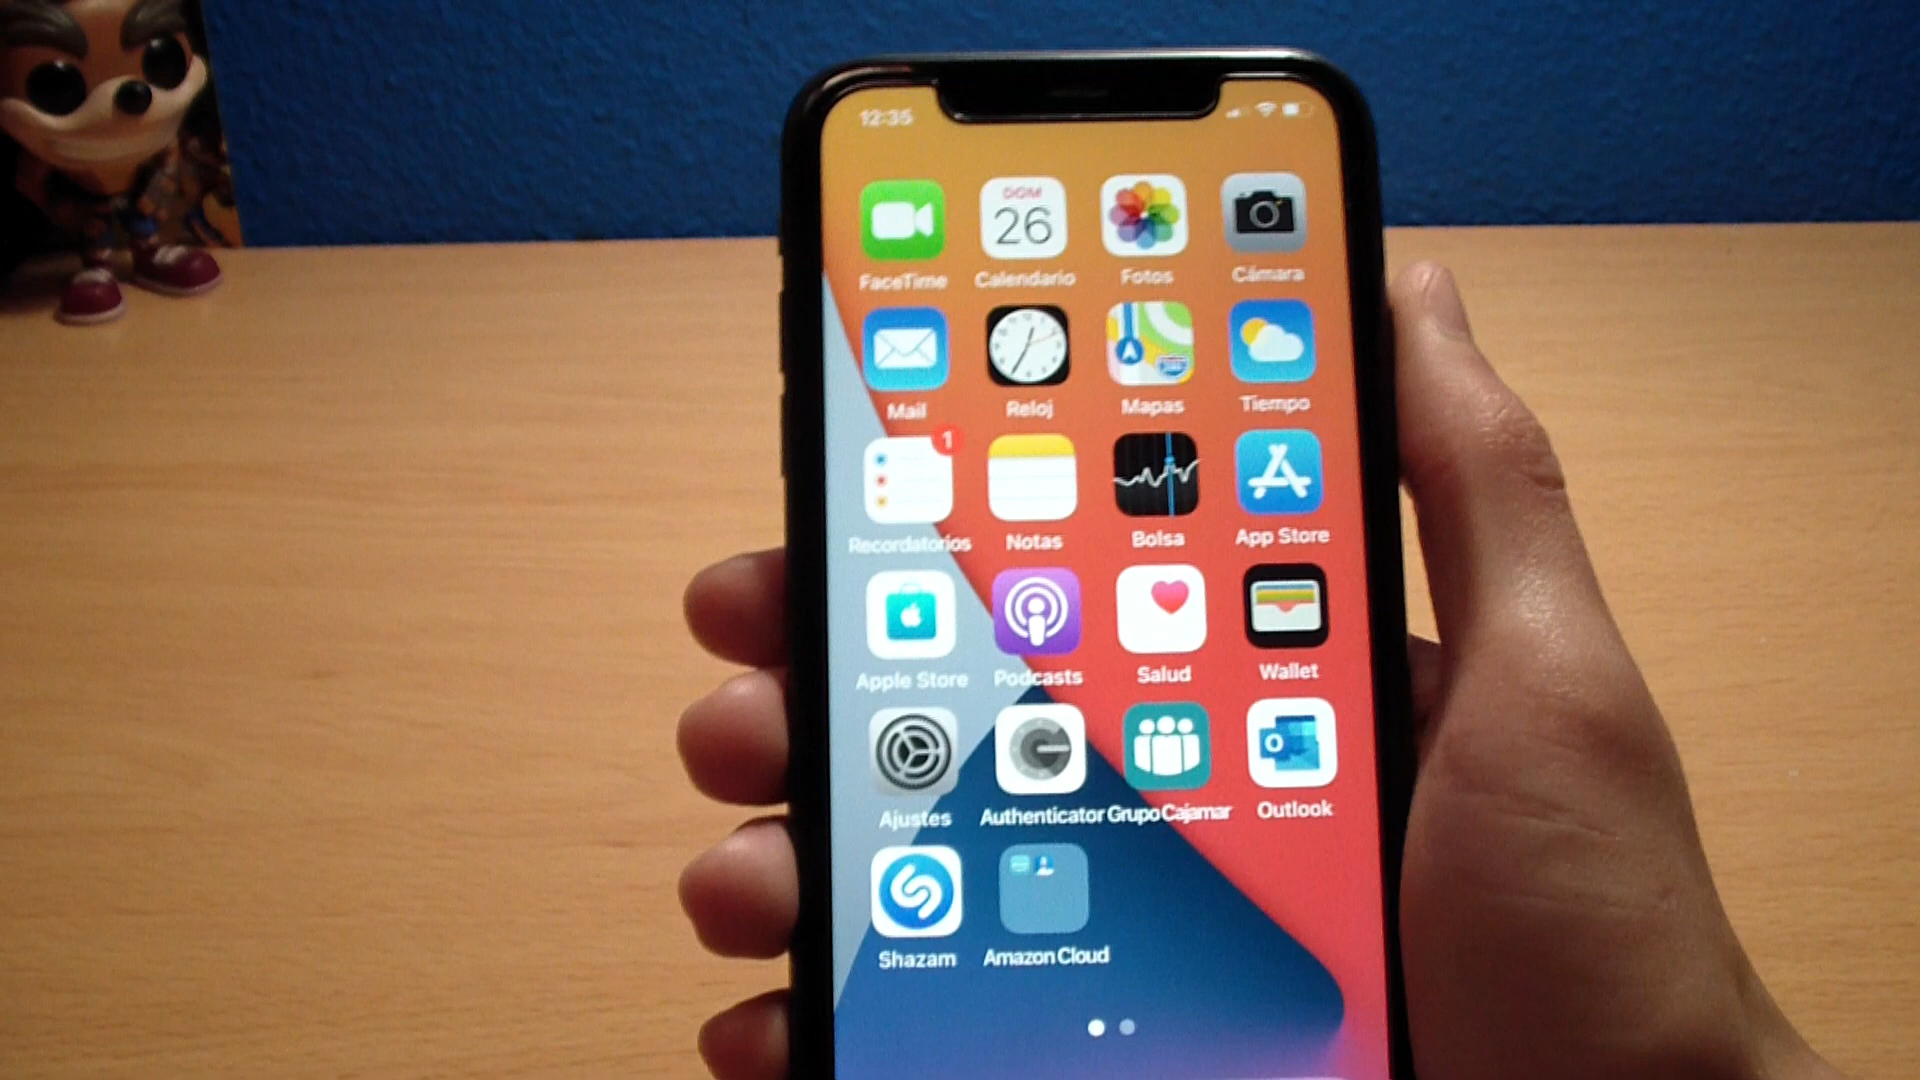 12:35
DOM
26
FaceTime Calendario Fotos Cámara
Mail Reloj Mapas Tiempo
1
Recordatorios Notas Bolsa App Store
Apple Store Podcasts Salud Wallet
Ajustes Authenticator Grupo Cajamar Outlook
Shazam Amazon Cloud